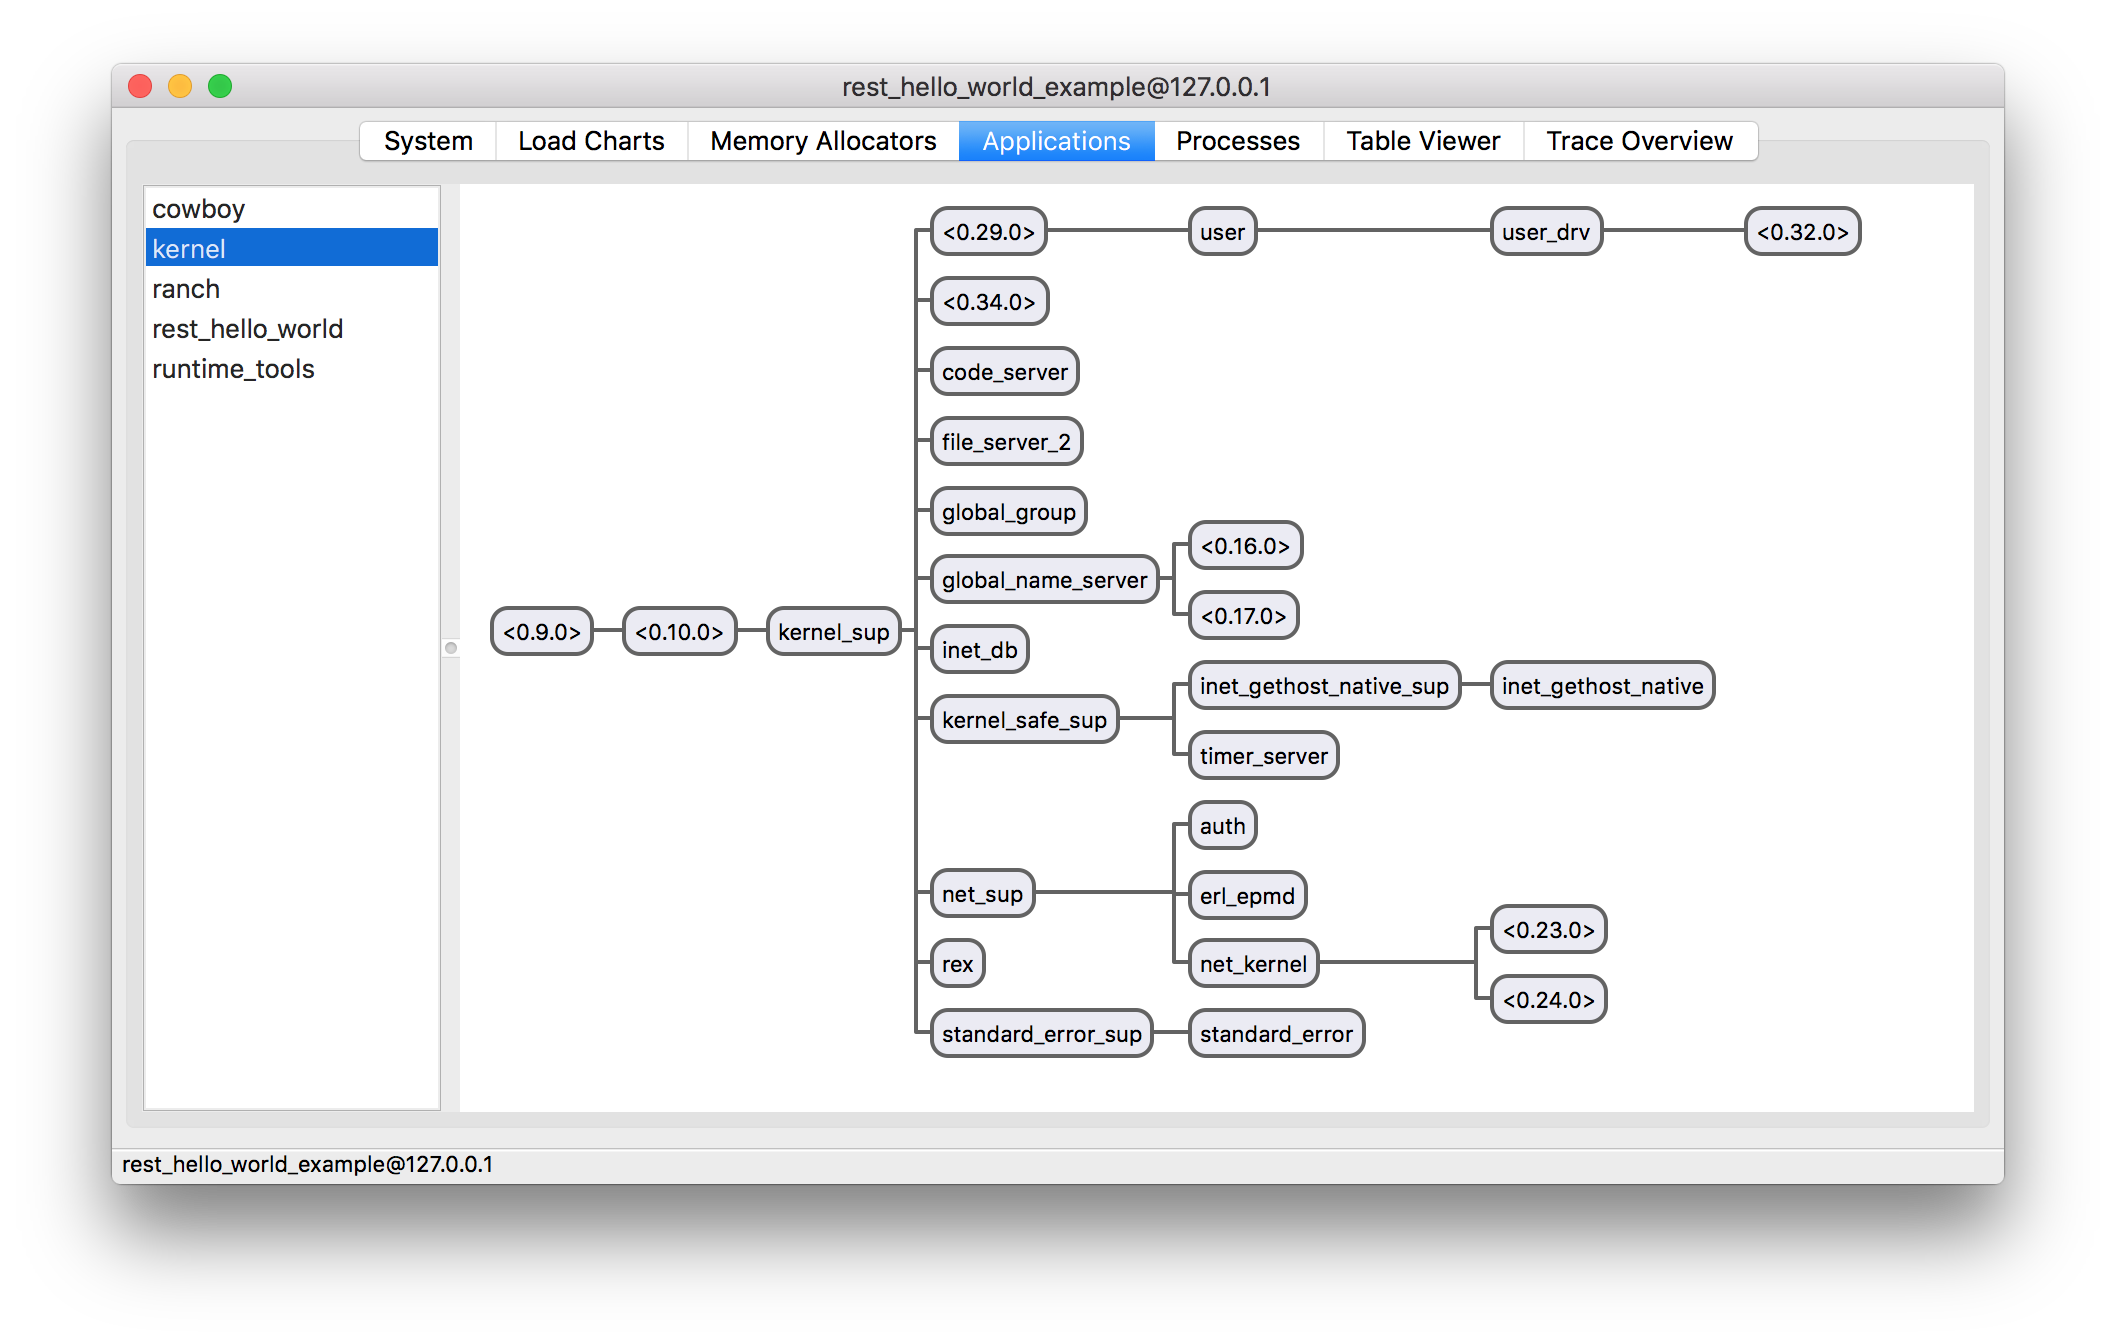 rest_hello_world_example@127.0.0.1
System Load Charts Memory Allocators Applications Processes Table Viewer Trace Overview
cowboy
kernel
ranch
rest_hello_world
runtime_tools
<0.9.0>
<0.10.0>
kernel_sup
<0.29.0> user user_drv <0.32.0>
<0.34.0>
code_server
file_server_2
global_group
global_name_server
<0.16.0>
<0.17.0>
inet_db
kernel_safe_sup
inet_gethost_native_sup inet_gethost_native
timer_server
net_sup
auth
erl_epmd
net_kernel
<0.23.0>
<0.24.0>
rex
standard_error_sup standard_error
rest_hello_world_example@127.0.0.1